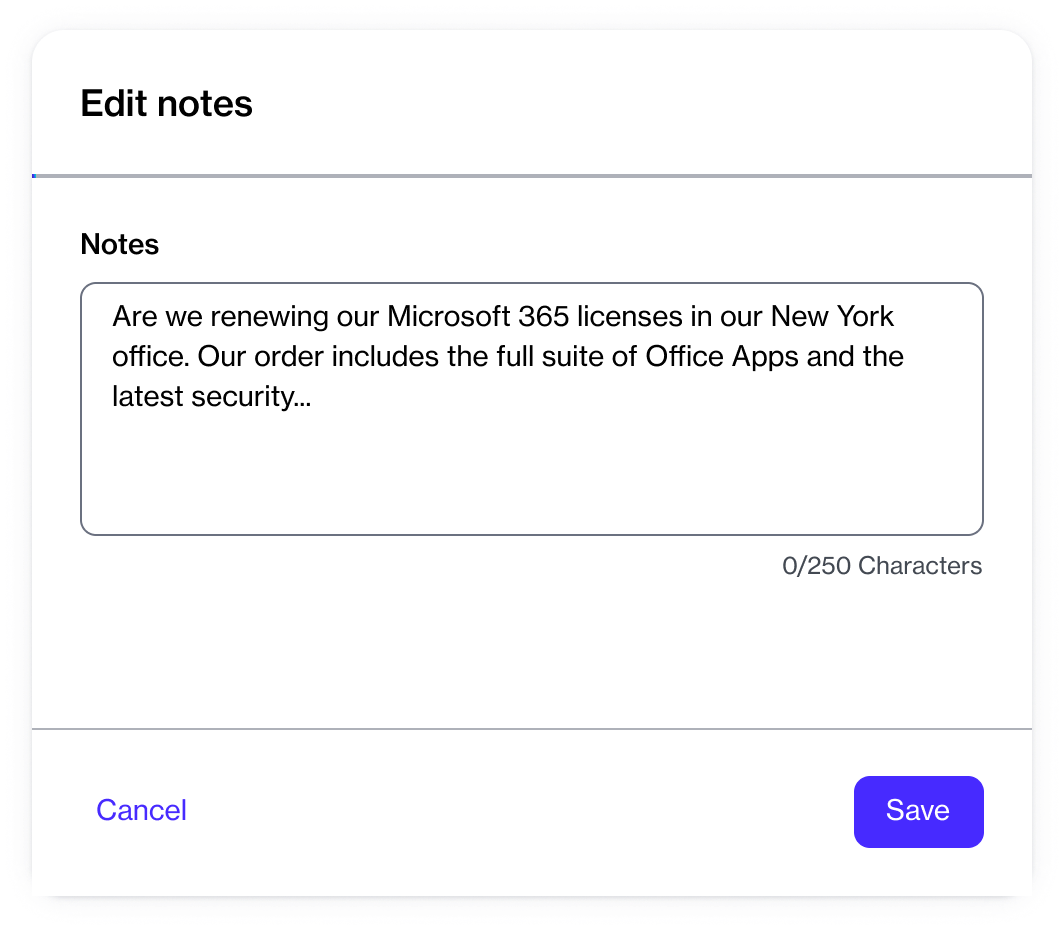 Edit notes
Notes
Are we renewing our Microsoft 365 licenses in our New York
office. Our order includes the full suite of Office Apps and the
latest security...
0/250 Characters
Cancel
Save